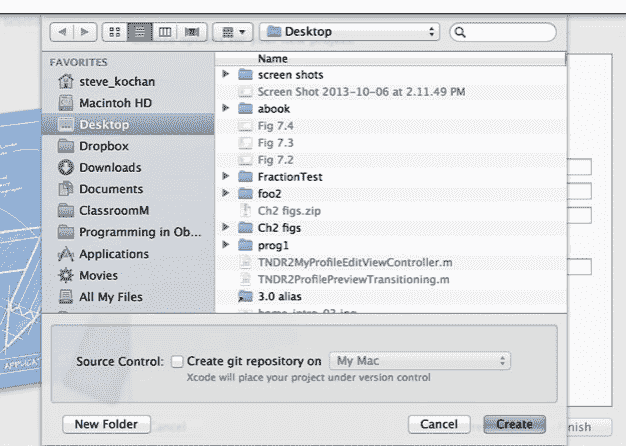 Desktop
Name
FAVORITES
steve_kochan
Macintoh HD
Desktop
Dropbox
Downloads
Documents
ClassroomM
Programming in Ob...
Applications
Movies
All My Files
screen shots
Screen Shot 2013-10-06 at 2.11.49 PM
abook
Fig 7.4
Fig 7.3
Fig 7.2
FractionTest
foo2
Ch2 figs.zip
Ch2 figs
prog1
TNDR2MyProfileEditViewController.m
TNDR2ProfilePreviewTransitioning.m
3.0 alias
Source Control: Create git repository on My Mac
Xcode will place your project under version control
New Folder Cancel Create